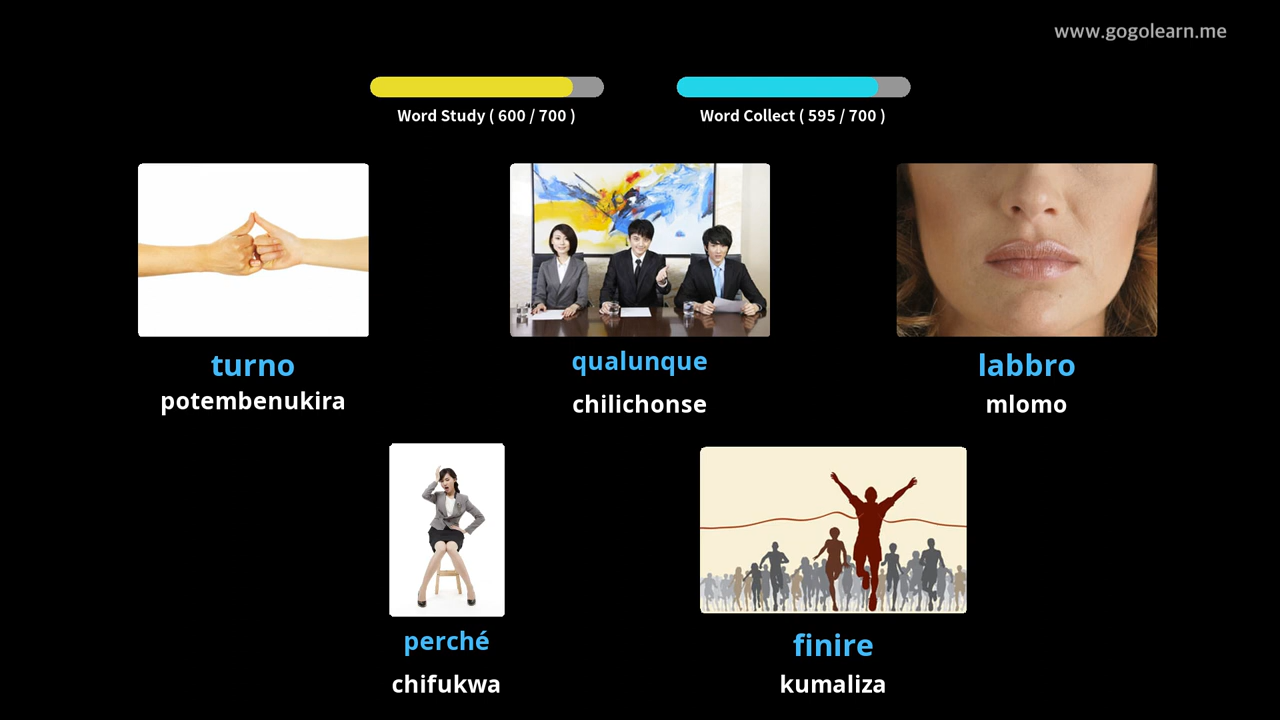 www.gogolearn.me
Word Study ( 600 / 700 )
Word Collect ( 595 / 700 )
turno
potembenukira
qualunque
chilichonse
labbro
mlomo
perché
chifukwa
finire
kumaliza